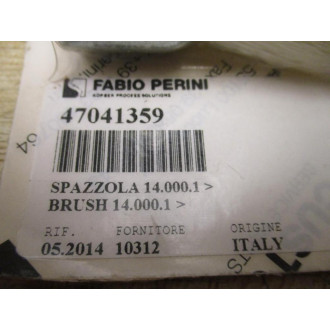 FABIO PERINI
KÖRBER PROCESS SOLUTIONS
47041359
SPAZZOLA 14.000.1 >
BRUSH 14.000.1 >
RIF. FORNITORE ORIGINE
05.2014 10312 ITALY